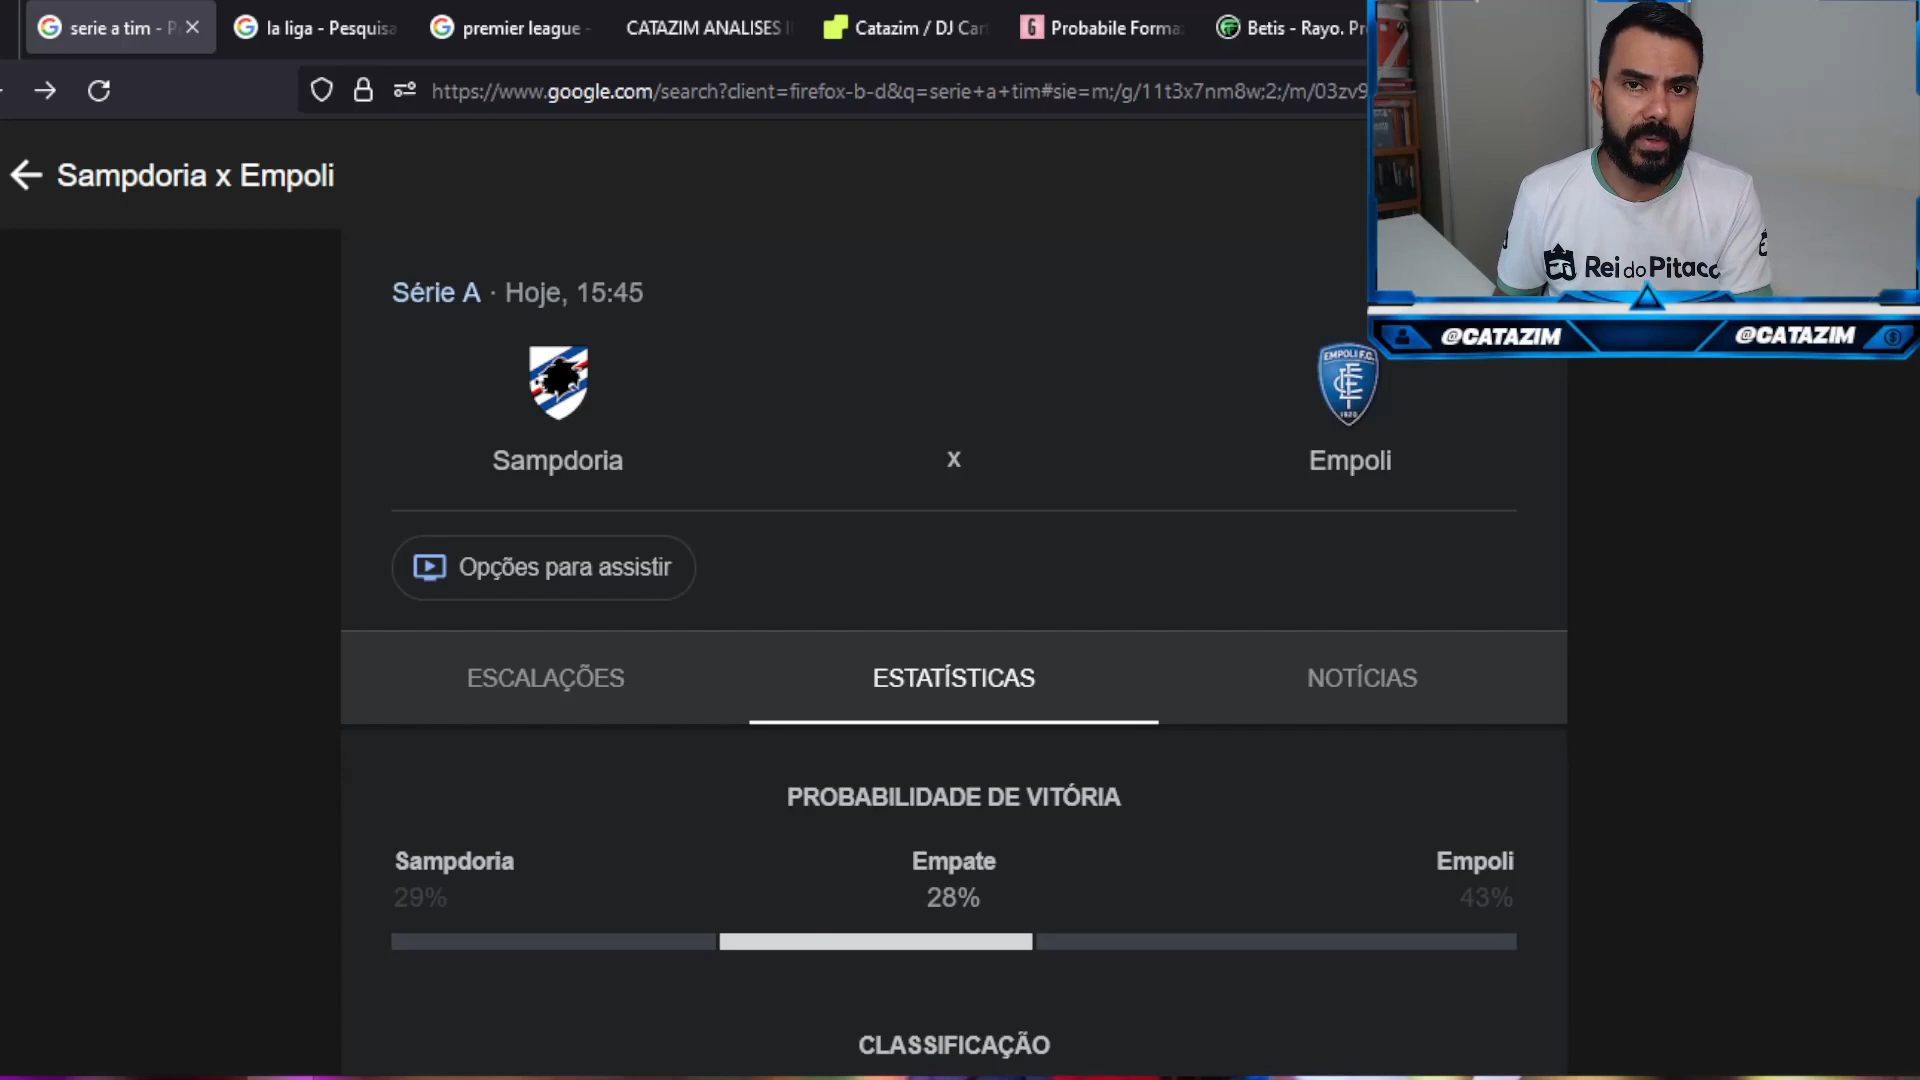 serie a tim - P
la liga - Pesquisa
premier league -
CATAZIM ANALISES I
Catazim / DJ Car
Probabile Forma
Betis - Rayo. Pr
https://www.google.com/search?client=firefox-b-d&q=serie+a+tim#sie=m;/g/11t3x7nm8w;2;/m/03zv9
Sampdoria x Empoli
Rei do Pitaco
@CATAZIM
@CATAZIM
Série A · Hoje, 15:45
EMPOLI F.C.
1920
Sampdoria
x
Empoli
Opções para assistir
ESCALAÇÕES
ESTATÍSTICAS
NOTÍCIAS
PROBABILIDADE DE VITÓRIA
Sampdoria
Empate
Empoli
29%
28%
43%
CLASSIFICAÇÃO